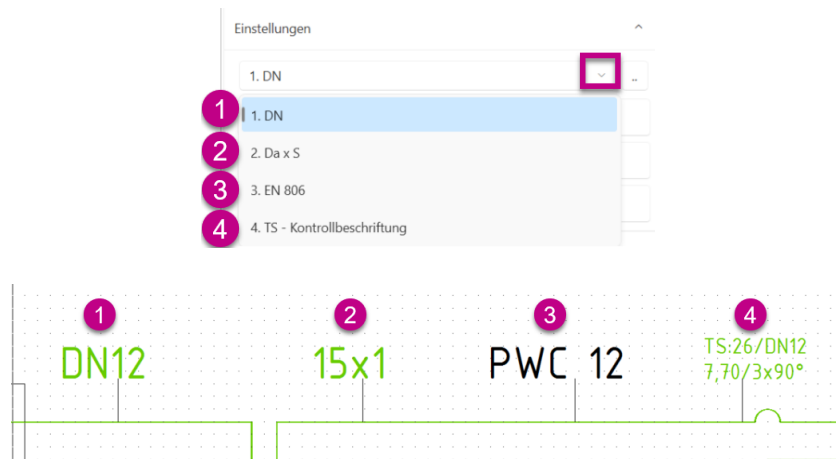 Einstellungen
1. DN
..
1
1. DN
2
2. Da x S
3
3. EN 806
4
4. TS - Kontrollbeschriftung
1
2
3
4
DN12
15x1
PWC 12
TS:26/DN12
7,70/3x90°